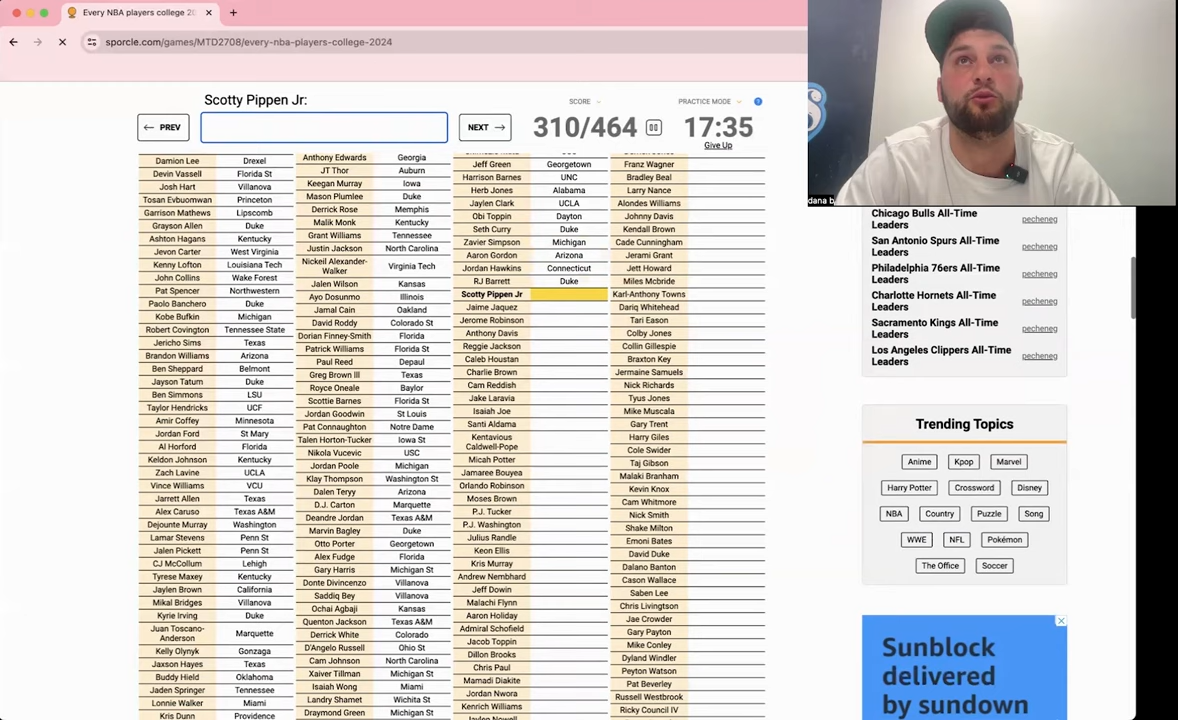 Every NBA players college 20
sporcle.com/games/MTD2708/every-nba-players-college-2024
Scotty Pippen Jr:
SCORE
PRACTICE MODE
PREV
NEXT
310/464
17:35
Give Up
Damion Lee Drexel
Devin Vassell Florida St
Josh Hart Villanova
Tosan Evbuomwan Princeton
Garrison Mathews Lipscomb
Grayson Allen Duke
Ashton Hagans Kentucky
Jevon Carter West Virginia
Kenny Lofton Louisiana Tech
John Collins Wake Forest
Pat Spencer Northwestern
Paolo Banchero Duke
Kobe Bufkin Michigan
Robert Covington Tennessee State
Jericho Sims Texas
Brandon Williams Arizona
Ben Sheppard Belmont
Jayson Tatum Duke
Ben Simmons LSU
Taylor Hendricks UCF
Amir Coffey Minnesota
Jordan Ford St Mary
Al Horford Florida
Keldon Johnson Kentucky
Zach Lavine UCLA
Vince Williams VCU
Jarrett Allen Texas
Alex Caruso Texas A&M
Dejounte Murray Washington
Lamar Stevens Penn St
Jalen Pickett Penn St
CJ McCollum Lehigh
Tyrese Maxey Kentucky
Jaylen Brown California
Mikal Bridges Villanova
Kyrie Irving Duke
Juan Toscano-
Anderson Marquette
Kelly Olynyk Gonzaga
Jaxson Hayes Texas
Buddy Hield Oklahoma
Jaden Springer Tennessee
Lonnie Walker Miami
Kris Dunn Providence
Anthony Edwards Georgia
JT Thor Auburn
Keegan Murray Iowa
Mason Plumlee Duke
Derrick Rose Memphis
Malik Monk Kentucky
Grant Williams Tennessee
Justin Jackson North Carolina
Nickeil Alexander-
Walker Virginia Tech
Jalen Wilson Kansas
Ayo Dosunmo Illinois
Jamal Cain Oakland
David Roddy Colorado St
Dorian Finney-Smith Florida
Patrick Williams Florida St
Paul Reed Depaul
Greg Brown III Texas
Royce Oneale Baylor
Scottie Barnes Florida St
Jordan Goodwin St Louis
Pat Connaughton Notre Dame
Talen Horton-Tucker Iowa St
Nikola Vucevic USC
Jordan Poole Michigan
Klay Thompson Washington St
Dalen Teryy Arizona
D.J. Carton Marquette
Deandre Jordan Texas A&M
Marvin Bagley Duke
Otto Porter Georgetown
Alex Fudge Florida
Gary Harris Michigan St
Donte Divincenzo Villanova
Saddiq Bey Villanova
Ochai Agbaji Kansas
Quenton Jackson Texas A&M
Derrick White Colorado
D'Angelo Russell Ohio St
Cam Johnson North Carolina
Xaiver Tillman Michigan St
Isaiah Wong Miami
Landry Shamet Wichita St
Draymond Green Michigan St
Jeff Green Georgetown
Harrison Barnes UNC
Herb Jones Alabama
Jaylen Clark UCLA
Obi Toppin Dayton
Seth Curry Duke
Zavier Simpson Michigan
Aaron Gordon Arizona
Jordan Hawkins Connecticut
RJ Barrett Duke
Scotty Pippen Jr
Jaime Jaquez
Jerome Robinson
Anthony Davis
Reggie Jackson
Caleb Houstan
Charlie Brown
Cam Reddish
Jake Laravia
Isaiah Joe
Santi Aldama
Kentavious
Caldwell-Pope
Micah Potter
Jamaree Bouyea
Orlando Robinson
Moses Brown
P.J. Tucker
P.J. Washington
Julius Randle
Keon Ellis
Kris Murray
Andrew Nembhard
Jeff Dowin
Malachi Flynn
Aaron Holiday
Admiral Schofield
Jacob Toppin
Dillon Brooks
Chris Paul
Mamadi Diakite
Jordan Nwora
Kenrich Williams
Jaylen Nowell
Franz Wagner
Bradley Beal
Larry Nance
Alondes Williams
Johnny Davis
Kendall Brown
Cade Cunningham
Jerami Grant
Jett Howard
Miles Mcbride
Karl-Anthony Towns
Dariq Whitehead
Tari Eason
Colby Jones
Collin Gillespie
Braxton Key
Jermaine Samuels
Nick Richards
Tyus Jones
Mike Muscala
Gary Trent
Harry Giles
Cole Swider
Taj Gibson
Malaki Branham
Kevin Knox
Cam Whitmore
Nick Smith
Shake Milton
Emoni Bates
David Duke
Dalano Banton
Cason Wallace
Saben Lee
Chris Livingtson
Jae Crowder
Gary Payton
Mike Conley
Dyland Windler
Peyton Watson
Pat Beverley
Russell Westbrook
Ricky Council IV
Chicago Bulls All-Time
Leaders pecheneg
San Antonio Spurs All-Time
Leaders pecheneg
Philadelphia 76ers All-Time
Leaders pecheneg
Charlotte Hornets All-Time
Leaders pecheneg
Sacramento Kings All-Time
Leaders pecheneg
Los Angeles Clippers All-Time
Leaders pecheneg
Trending Topics
Anime Kpop Marvel
Harry Potter Crossword Disney
NBA Country Puzzle Song
WWE NFL Pokémon
The Office Soccer
Sunblock
delivered
by sundown
dana b